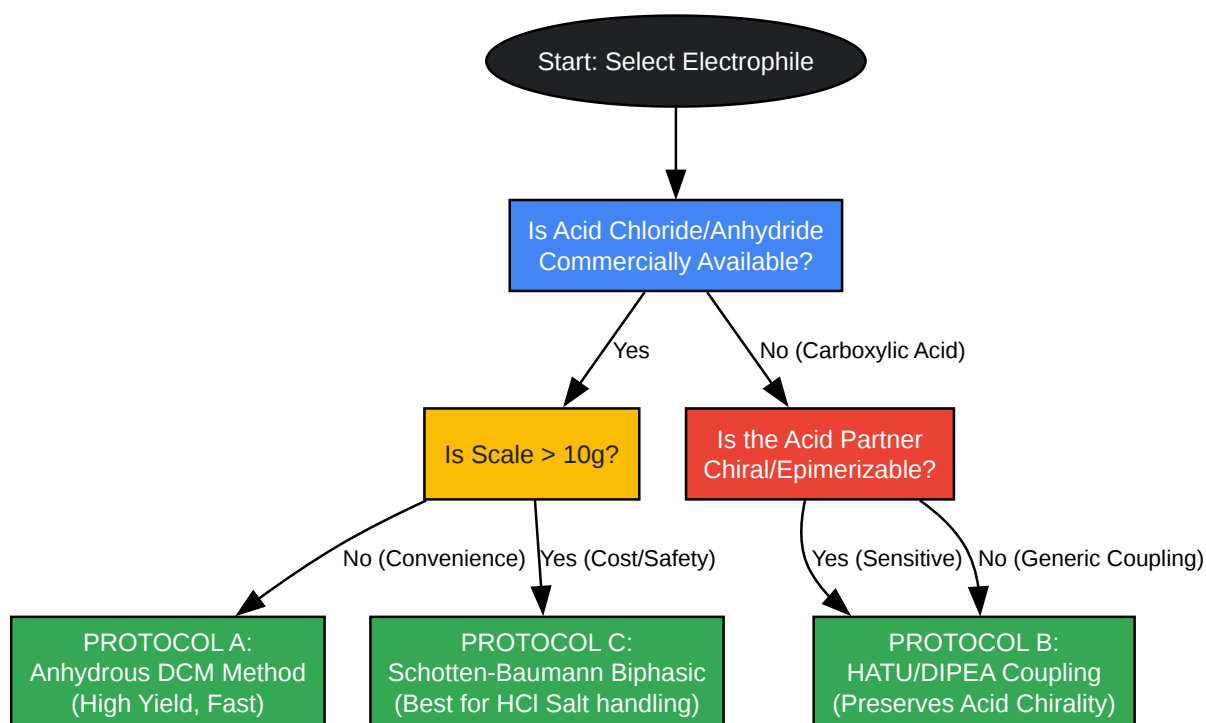 Start: Select Electrophile
Is Acid Chloride/Anhydride
Commercially Available?
Yes
No (Carboxylic Acid)
Is Scale > 10g?
Is the Acid Partner
Chiral/Epimerizable?
No (Convenience)
Yes (Cost/Safety)
Yes (Sensitive)
No (Generic Coupling)
PROTOCOL A:
Anhydrous DCM Method
(High Yield, Fast)
PROTOCOL C:
Schotten-Baumann Biphasic
(Best for HCl Salt handling)
PROTOCOL B:
HATU/DIPEA Coupling
(Preserves Acid Chirality)